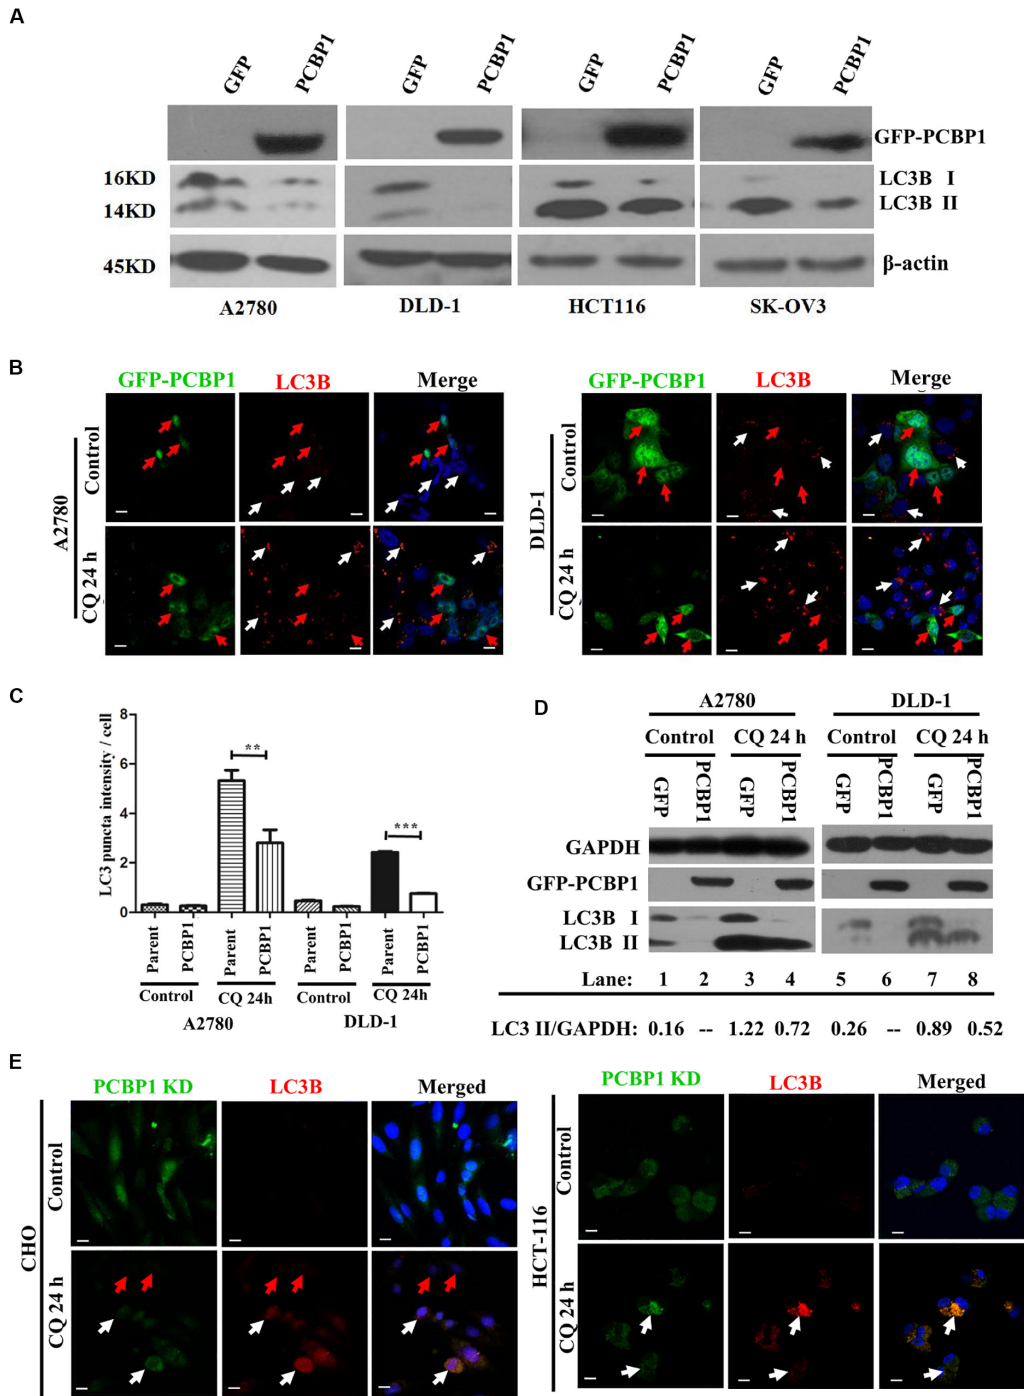 A
GFP PCBP1 GFP PCBP1 GFP PCBP1 GFP PCBP1
GFP-PCBP1
16KD LC3B I
14KD LC3B II
45KD β-actin
A2780 DLD-1 HCT116 SK-OV3
B
GFP-PCBP1 LC3B Merge GFP-PCBP1 LC3B Merge
A2780 Control CQ 24 h
DLD-1 Control CQ 24 h
C
LC3 puncta intensity / cell
8
6
4
2
0
** ***
Parent PCBP1 Parent PCBP1 Parent PCBP1 Parent PCBP1
Control CQ 24h Control CQ 24h
A2780 DLD-1
D
A2780 DLD-1
Control CQ 24 h Control CQ 24 h
GFP PCBP1 GFP PCBP1 GFP PCBP1 GFP PCBP1
GAPDH
GFP-PCBP1
LC3B I
LC3B II
Lane: 1 2 3 4 5 6 7 8
LC3 II/GAPDH: 0.16 -- 1.22 0.72 0.26 -- 0.89 0.52
E
PCBP1 KD LC3B Merged PCBP1 KD LC3B Merged
CHO Control CQ 24 h
HCT-116 Control CQ 24 h